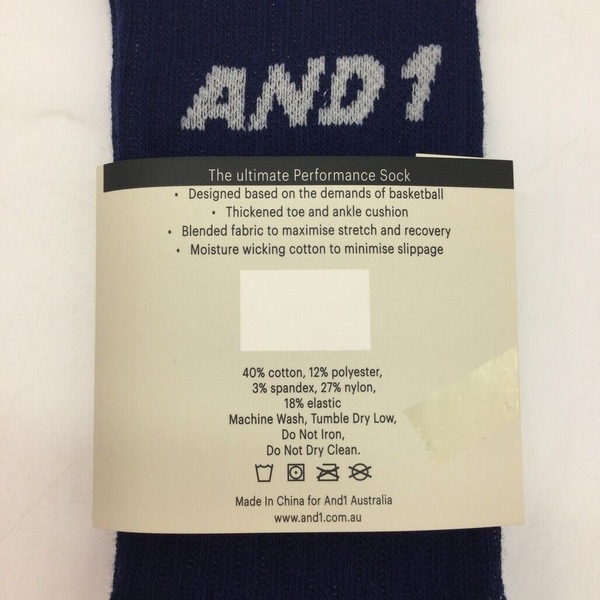 AND1
The ultimate Performance Sock
• Designed based on the demands of basketball
• Thickened toe and ankle cushion
• Blended fabric to maximise stretch and recovery
• Moisture wicking cotton to minimise slippage
40% cotton, 12% polyester,
3% spandex, 27% nylon,
18% elastic
Machine Wash, Tumble Dry Low,
Do Not Iron,
Do Not Dry Clean.
Made In China for And1 Australia
www.and1.com.au